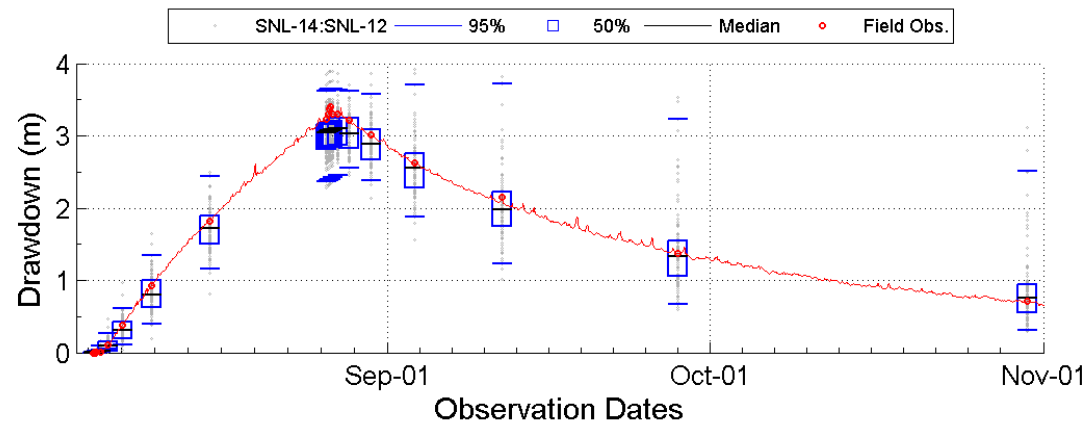 SNL-14:SNL-12 95% 50% Median Field Obs.
4
3
2
1
0
Drawdown (m)
Sep-01 Oct-01 Nov-01
Observation Dates